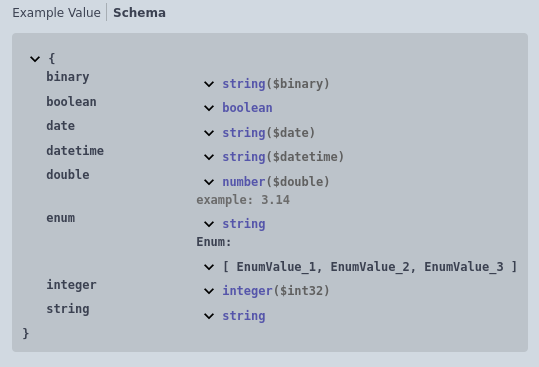 Example Value | Schema
{
binary string($binary)
boolean boolean
date string($date)
datetime string($datetime)
double number($double)
example: 3.14
enum string
Enum:
[ EnumValue_1, EnumValue_2, EnumValue_3 ]
integer integer($int32)
string string
}